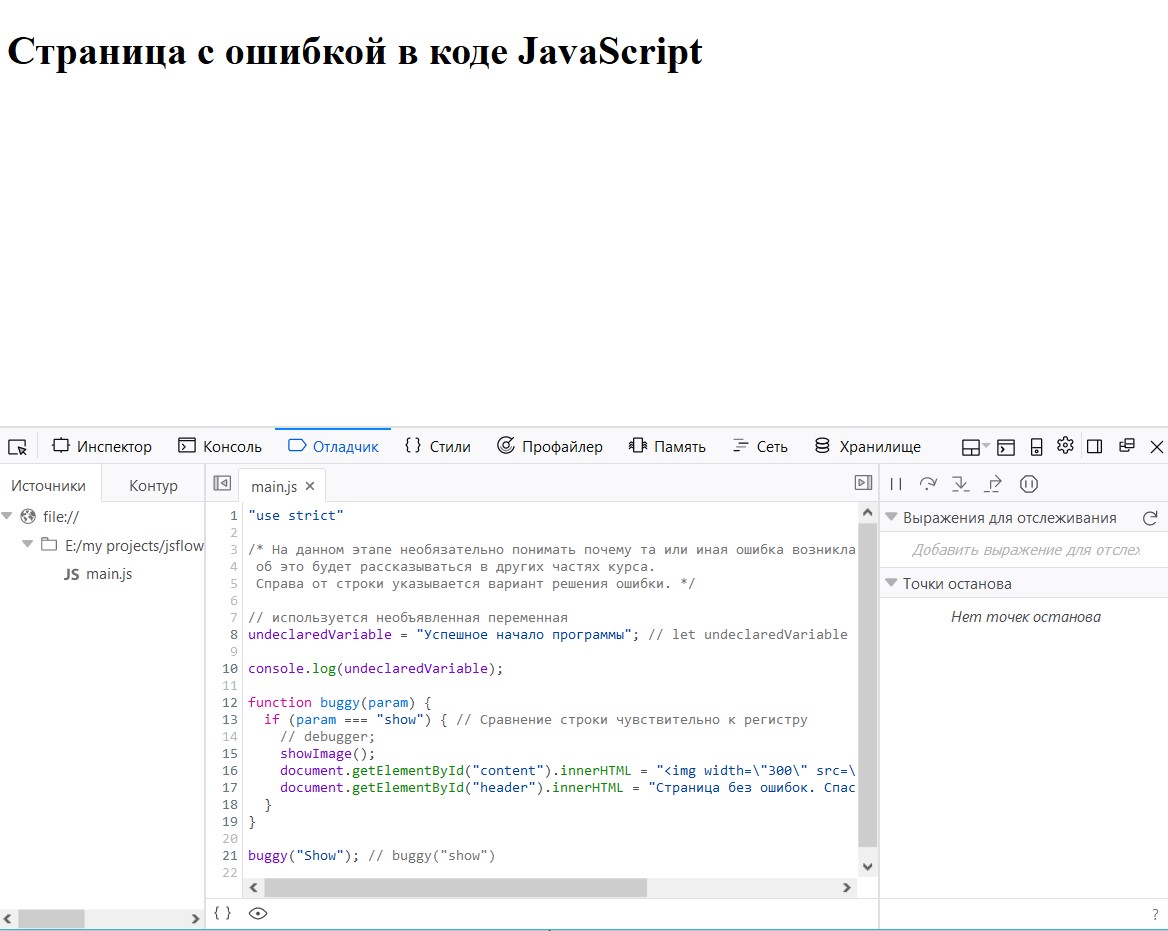 Страница с ошибкой в коде JavaScript
Инспектор Консоль Отладчик Стили Профайлер Память Сеть Хранилище
Источники Контур main.js
file://
E:/my projects/jsflow
JS main.js
1 "use strict"
2
3 /* На данном этапе необязательно понимать почему та или иная ошибка возникла
4 об это будет рассказываться в других частях курса.
5 Справа от строки указывается вариант решения ошибки. */
6
7 // используется необъявленная переменная
8 undeclaredVariable = "Успешное начало программы"; // let undeclaredVariable
9
10 console.log(undeclaredVariable);
11
12 function buggy(param) {
13 if (param === "show") { // Сравнение строки чувствительно к регистру
14 // debugger;
15 showImage();
16 document.getElementById("content").innerHTML = "<img width=\"300\" src=\
17 document.getElementById("header").innerHTML = "Страница без ошибок. Спас
18 }
19 }
20
21 buggy("Show"); // buggy("show")
22
{ }
Выражения для отслеживания
Добавить выражение для отслеж
Точки останова
Нет точек останова
?